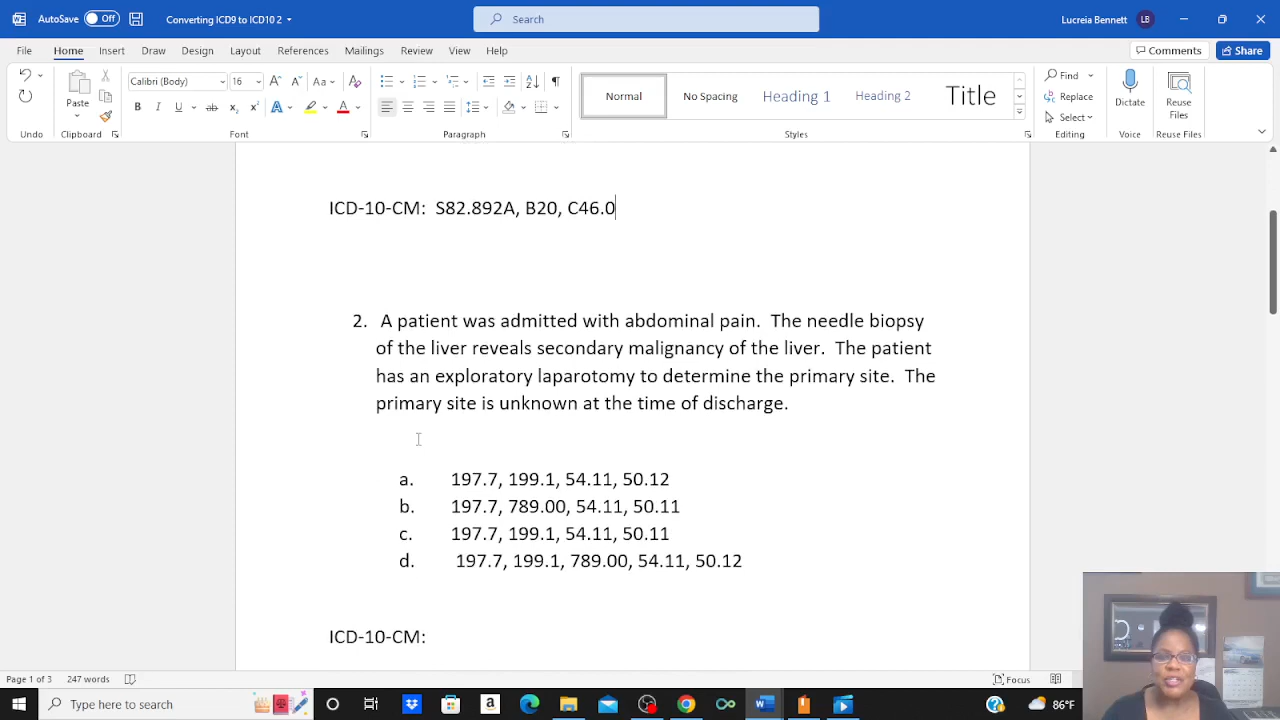 AutoSave Off Converting ICD9 to ICD10 2 Search Lucreia Bennett LB
File Home Insert Draw Design Layout References Mailings Review View Help Comments Share
Calibri (Body) 16 Aa Find
Paste Normal No Spacing Heading 1 Heading 2 Title Replace Dictate Reuse Files
B I U ab x₂ x² A A Select
Undo Clipboard Font Paragraph Styles Editing Voice Reuse Files
ICD-10-CM: S82.892A, B20, C46.0
2. A patient was admitted with abdominal pain. The needle biopsy
of the liver reveals secondary malignancy of the liver. The patient
has an exploratory laparotomy to determine the primary site. The
primary site is unknown at the time of discharge.
a. 197.7, 199.1, 54.11, 50.12
b. 197.7, 789.00, 54.11, 50.11
c. 197.7, 199.1, 54.11, 50.11
d. 197.7, 199.1, 789.00, 54.11, 50.12
ICD-10-CM:
Page 1 of 3 247 words Focus
Type here to search 86°F